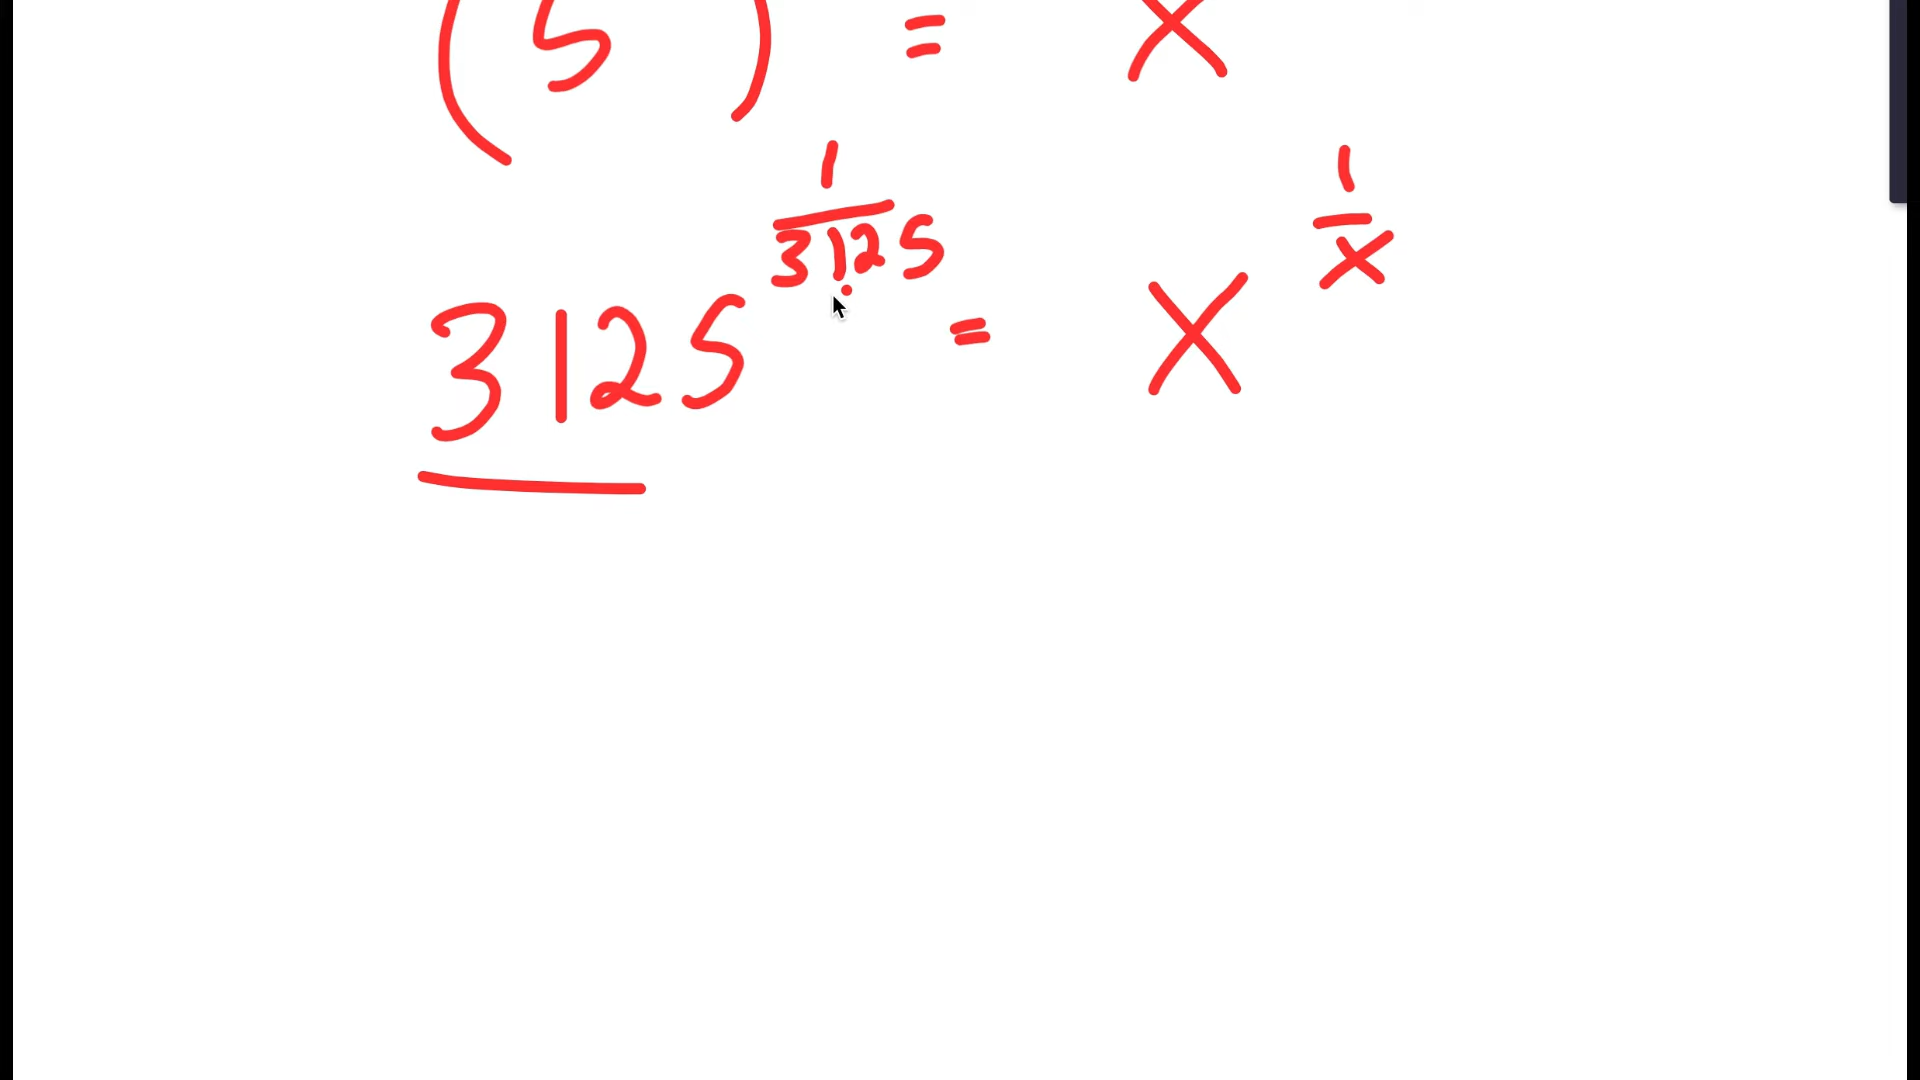 (5) = x
3125^(1/3125) = x^(1/x)